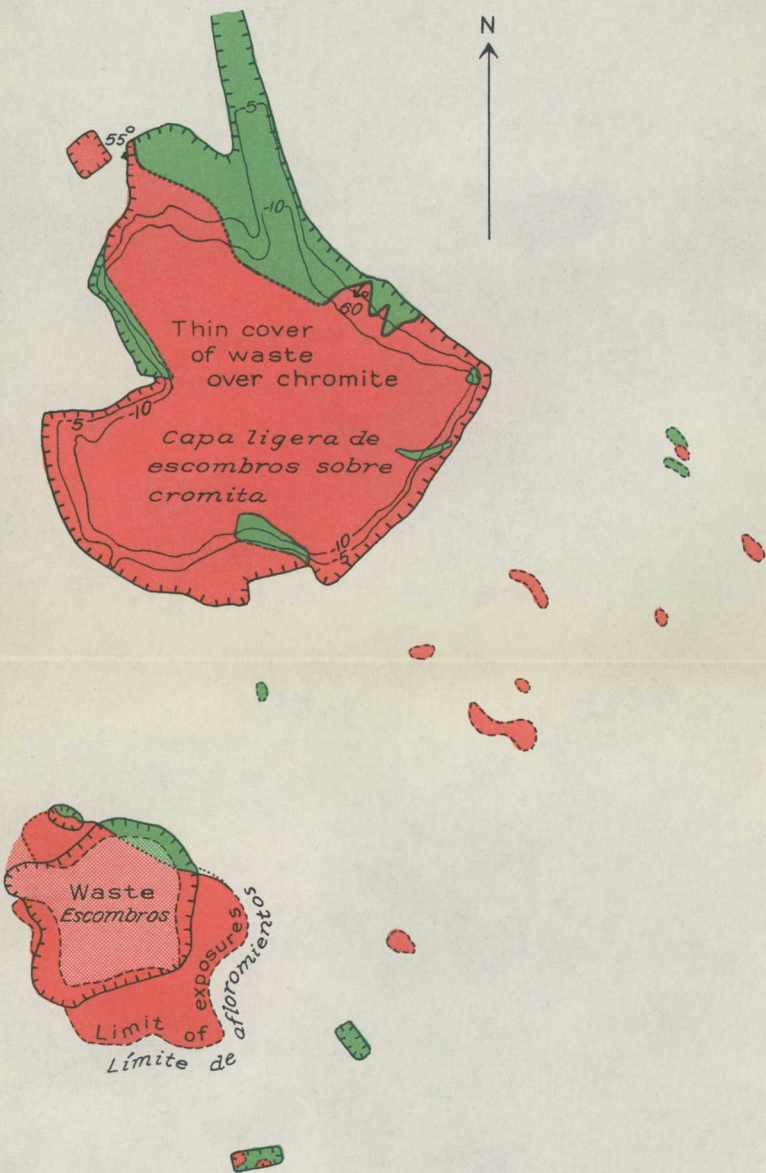 N
55°
-5
-10
60
Thin cover
of waste
over chromite
-5
-10
Capa ligera de
escombros sobre
cromita
-10
-5
Waste
Escombros
Limit of exposures
Límite de afloromientos